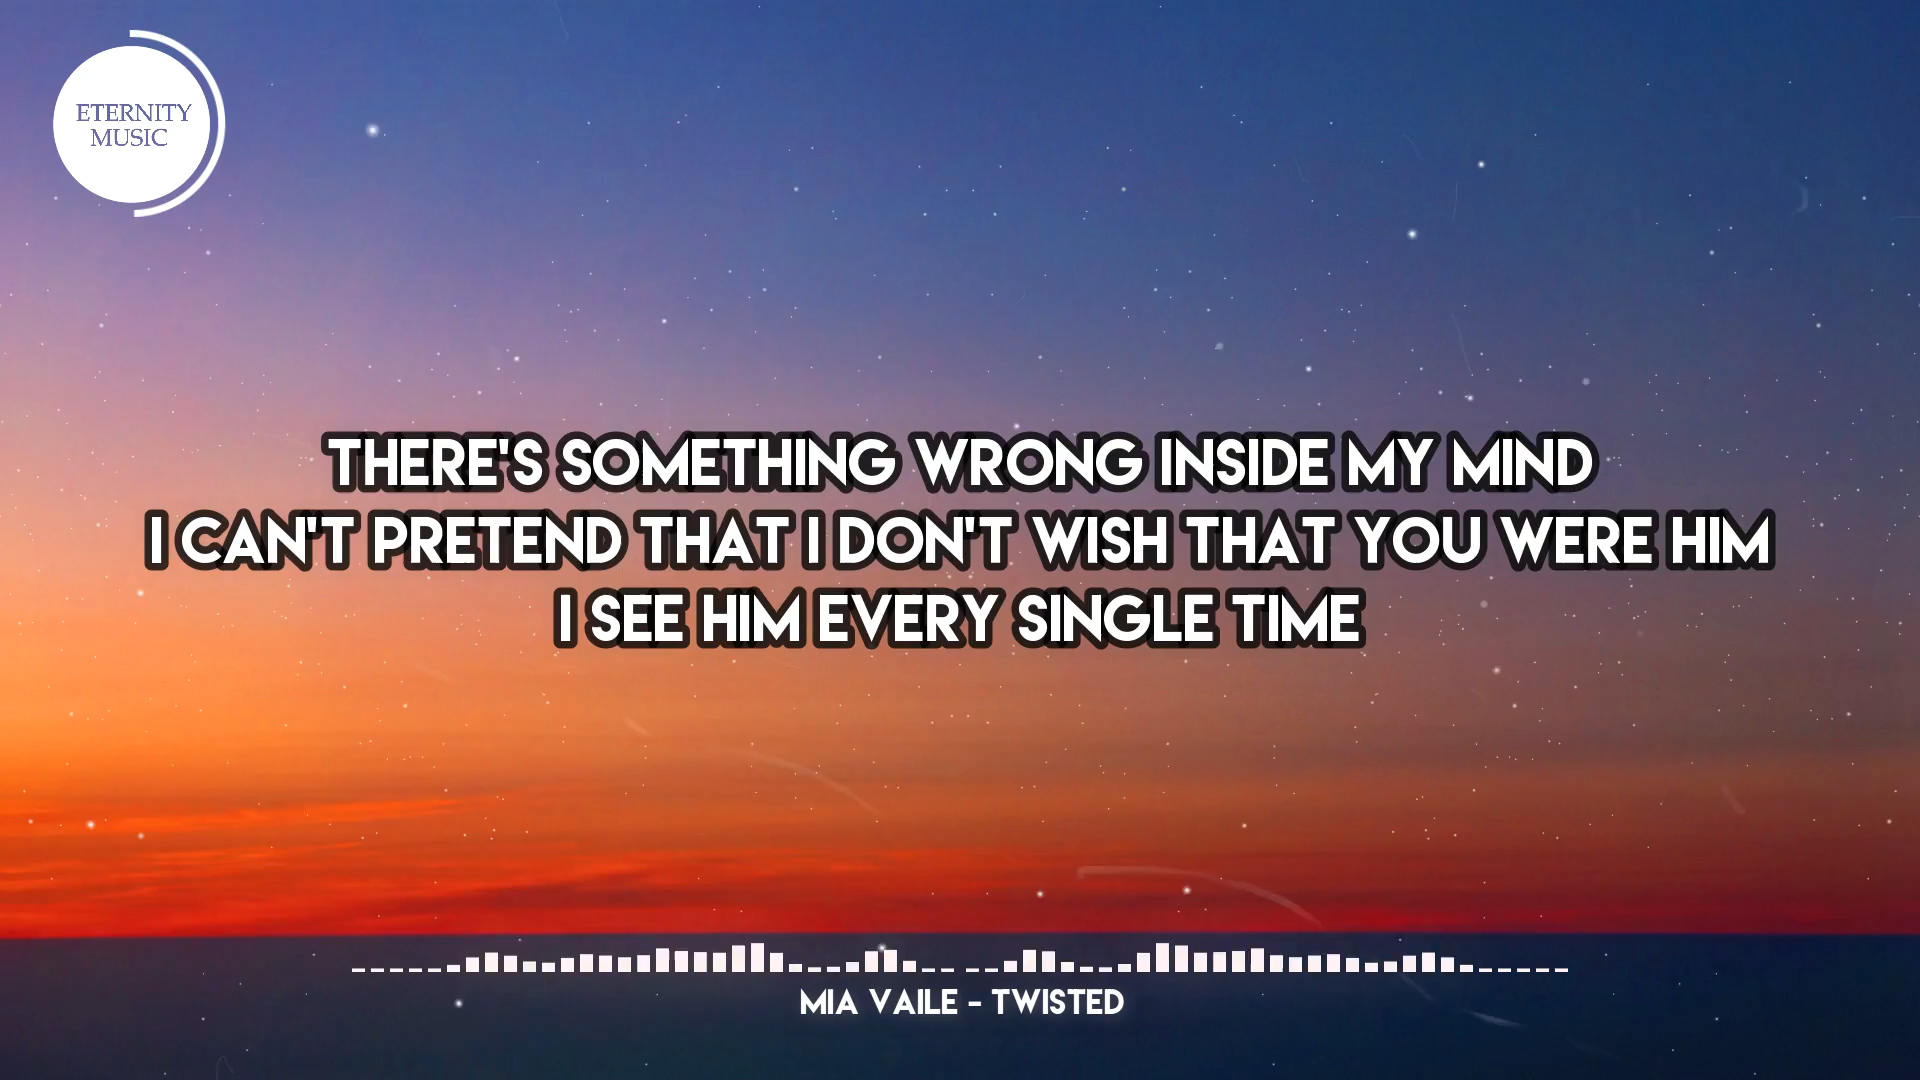 ETERNITY
MUSIC
THERE'S SOMETHING WRONG INSIDE MY MIND
I CAN'T PRETEND THAT I DON'T WISH THAT YOU WERE HIM
I SEE HIM EVERY SINGLE TIME
MIA VAILE - TWISTED